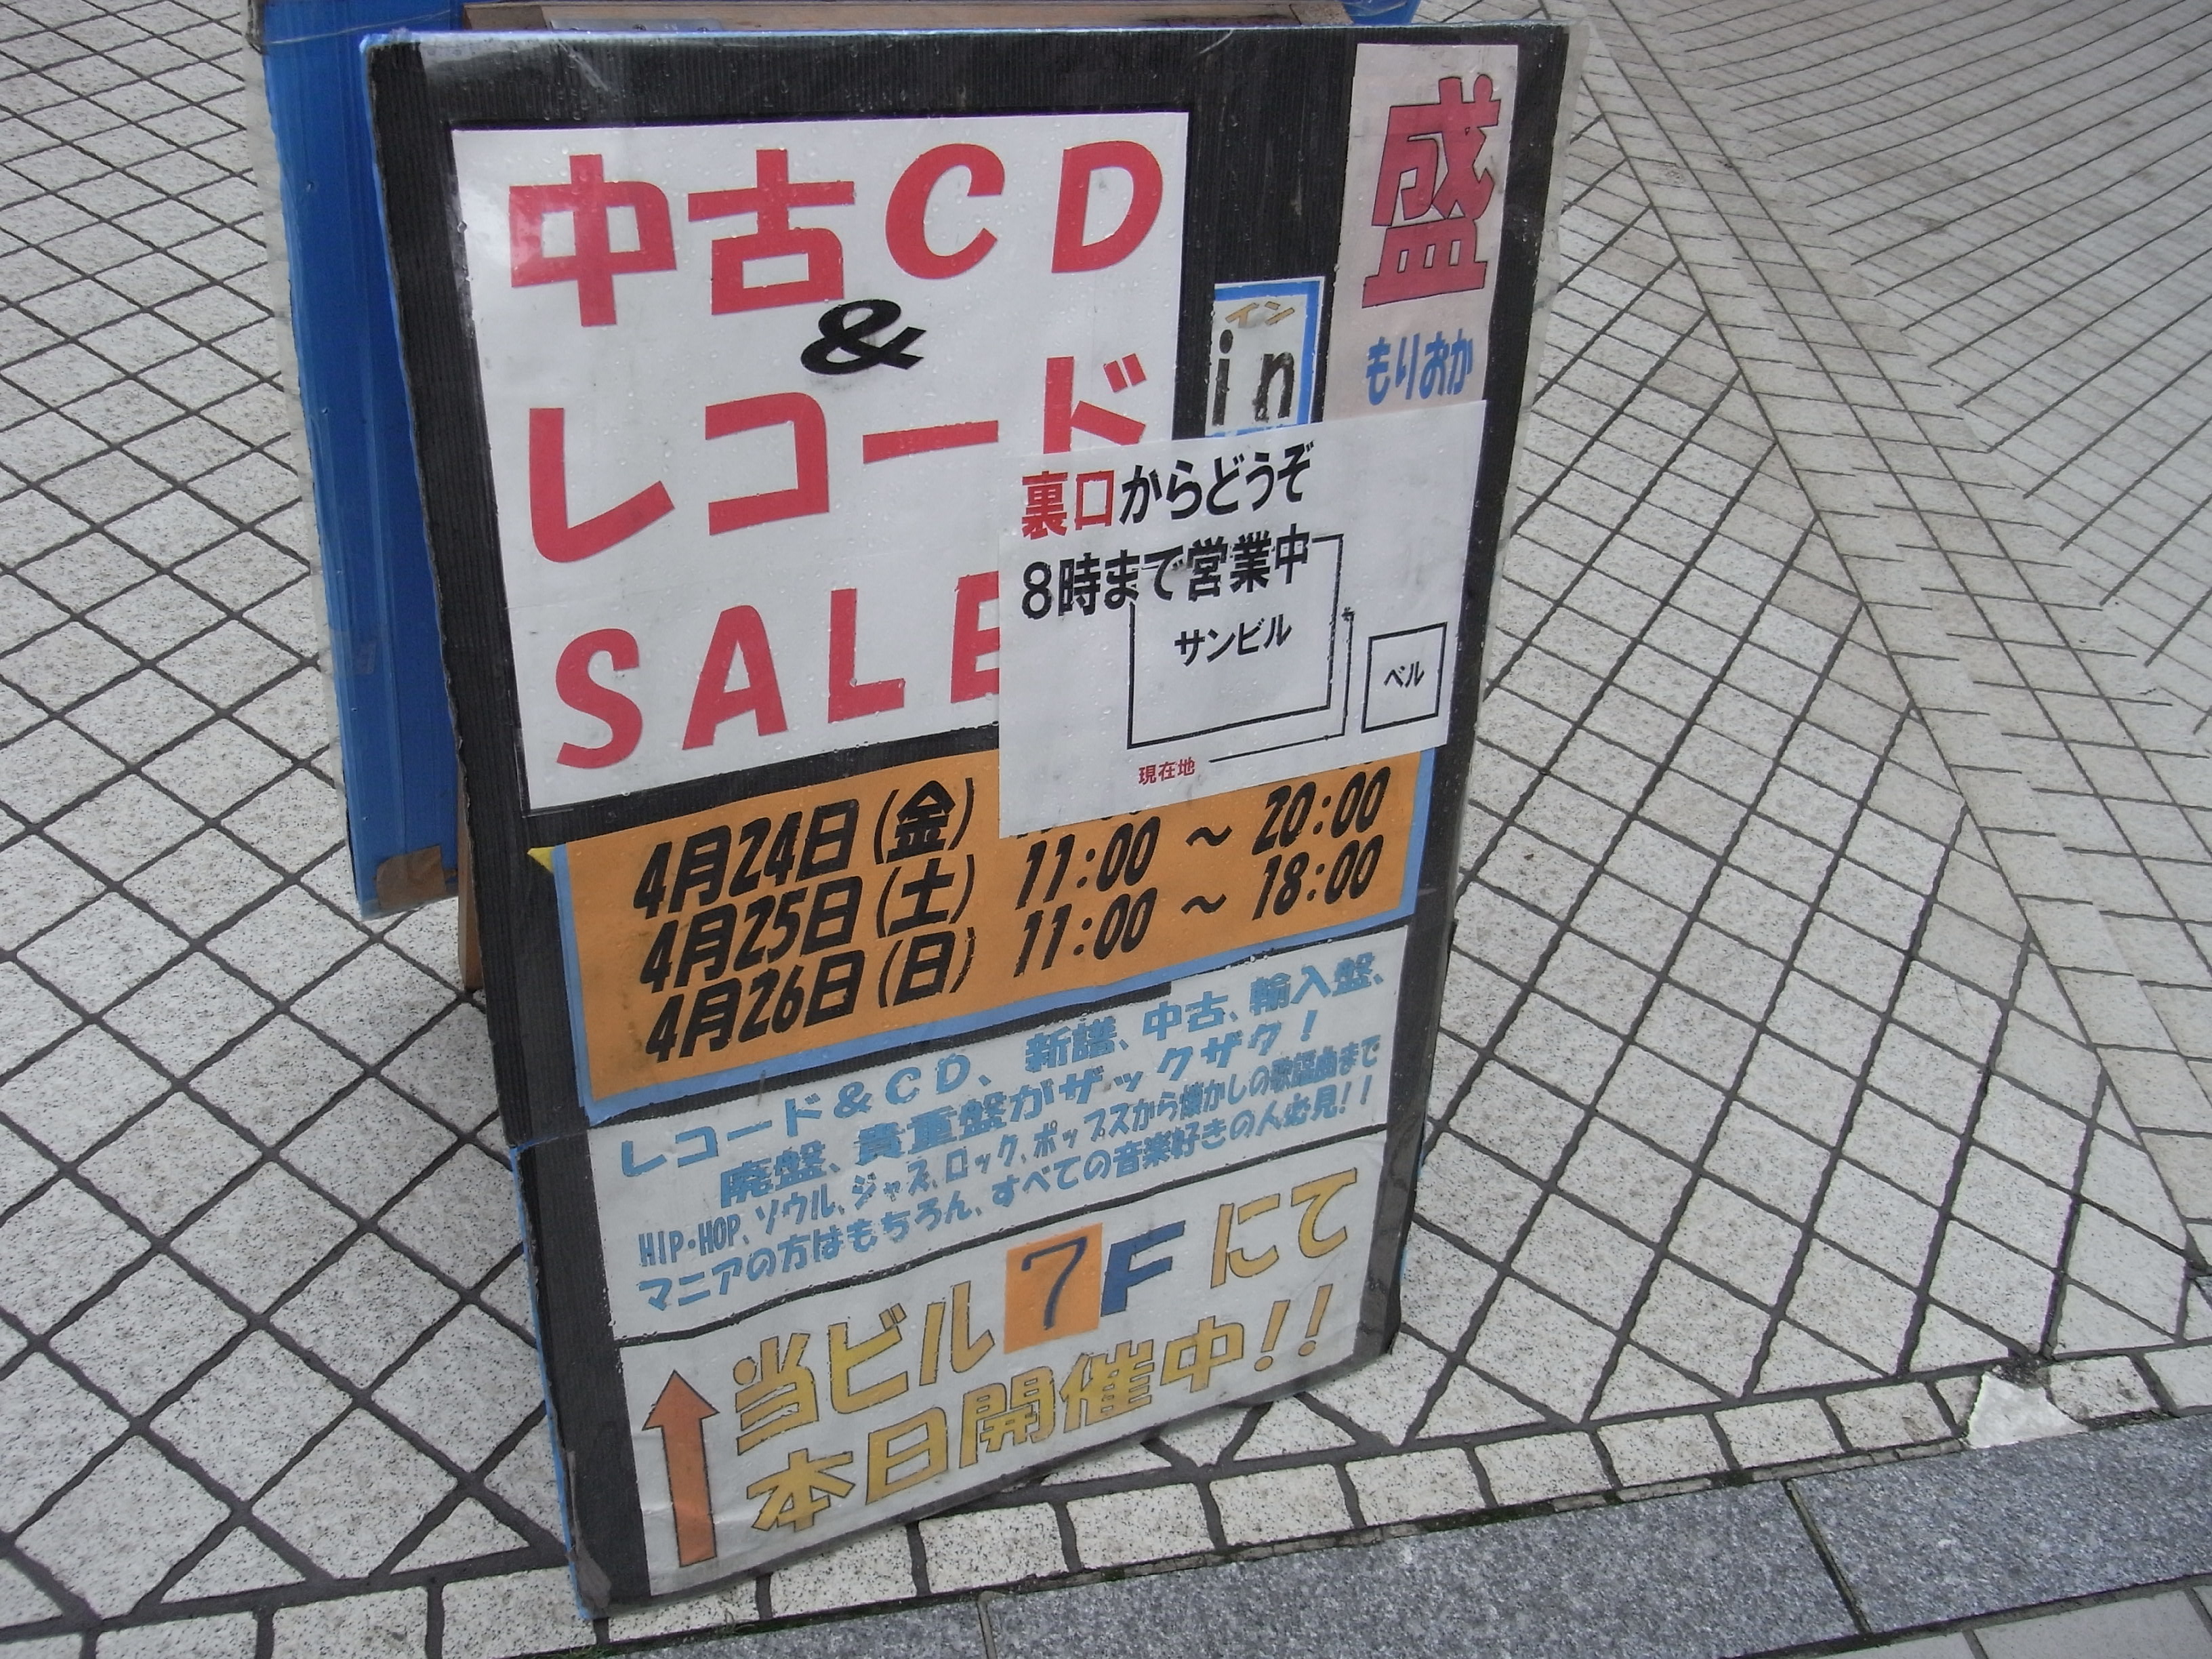 中古CD
&
レコード
SALE
イン
in
盛
もりおか
裏口からどうぞ
8時まで営業中
サンビル
ベル
現在地
4月24日(金)
4月25日(土) 11:00 ～ 20:00
4月26日(日) 11:00 ～ 18:00
レコード&CD、新譜、中古、輸入盤、
廃盤、貴重盤がザックザク!
HIP・HOP、ソウル、ジャズ、ロック、ポップスから懐かしの歌謡曲まで
マニアの方はもちろん、すべての音楽好きの人必見!!
当ビル7Fにて
本日開催中!!